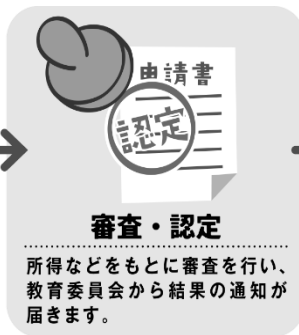 申請書
認定
審査・認定
所得などをもとに審査を行い、
教育委員会から結果の通知が
届きます。